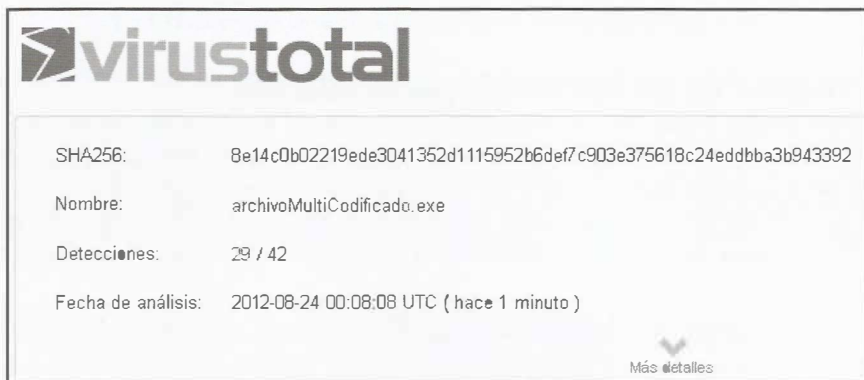 virustotal
SHA256: 8e14c0b02219ede3041352d1115952b6def7c903e375618c24eddbba3b943392
Nombre: archivoMultiCodificado.exe
Detecciones: 29 / 42
Fecha de análisis: 2012-08-24 00:08:08 UTC ( hace 1 minuto )
Más detalles